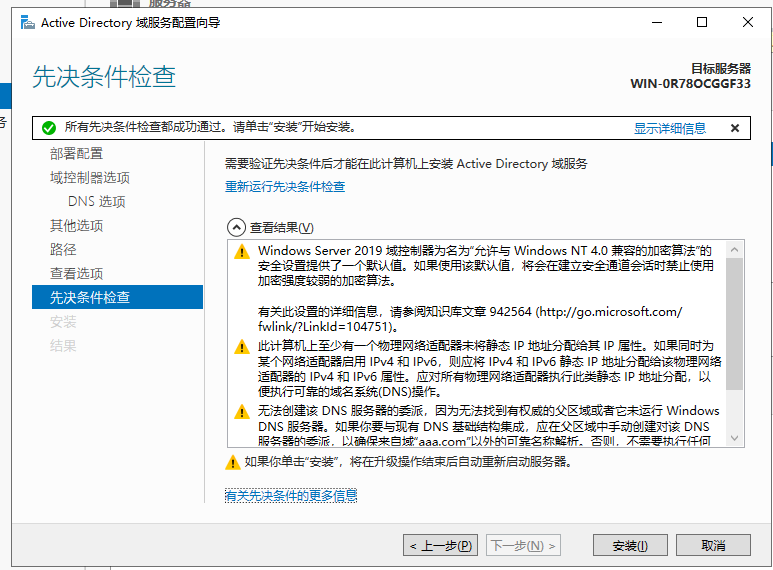 服务器
Active Directory 域服务配置向导
先决条件检查
目标服务器
WIN-0R78OCGGF33
所有先决条件检查都成功通过。请单击“安装”开始安装。
显示详细信息
部署配置
域控制器选项
DNS 选项
其他选项
路径
查看选项
先决条件检查
安装
结果
需要验证先决条件后才能在此计算机上安装 Active Directory 域服务
重新运行先决条件检查
查看结果(V)
Windows Server 2019 域控制器为名为“允许与 Windows NT 4.0 兼容的加密算法”的
安全设置提供了一个默认值。如果使用该默认值，将会在建立安全通道会话时禁止使用
加密强度较弱的加密算法。
有关此设置的详细信息，请参阅知识库文章 942564 (http://go.microsoft.com/
fwlink/?LinkId=104751)。
此计算机上至少有一个物理网络适配器未将静态 IP 地址分配给其 IP 属性。如果同时为
某个网络适配器启用 IPv4 和 IPv6，则应将 IPv4 和 IPv6 静态 IP 地址分配给该物理网络
适配器的 IPv4 和 IPv6 属性。应对所有物理网络适配器执行此类静态 IP 地址分配，以
便执行可靠的域名系统(DNS)操作。
无法创建该 DNS 服务器的委派，因为无法找到有权威的父区域或者它未运行 Windows
DNS 服务器。如果你要与现有 DNS 基础结构集成，应在父区域中手动创建对该 DNS
服务器的委派，以确保来自域“aaa.com”以外的可靠名称解析。否则，不需要执行任何
如果你单击“安装”，将在升级操作结束后自动重新启动服务器。
有关先决条件的更多信息
< 上一步(P)
下一步(N) >
安装(I)
取消